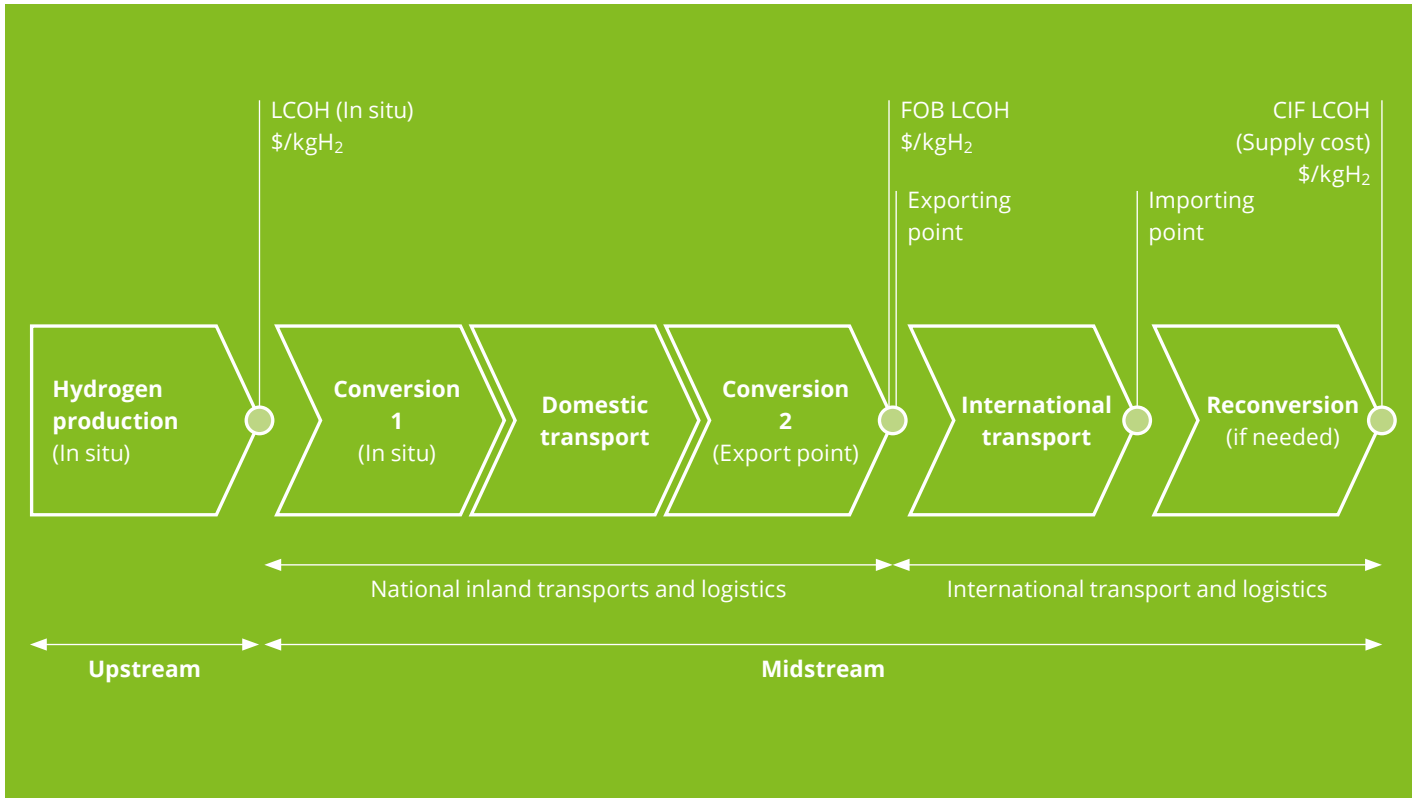 LCOH (In situ)
$/kgH₂
FOB LCOH
$/kgH₂
CIF LCOH
(Supply cost)
$/kgH₂
Exporting
point
Importing
point
Hydrogen
production
(In situ)
Conversion
1
(In situ)
Domestic
transport
Conversion
2
(Export point)
International
transport
Reconversion
(if needed)
National inland transports and logistics
International transport and logistics
Upstream
Midstream